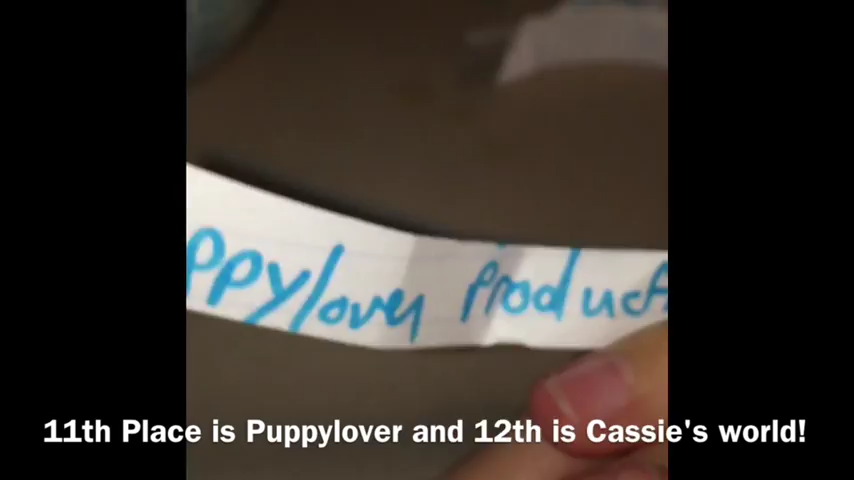 ppylover Product
11th Place is Puppylover and 12th is Cassie's world!